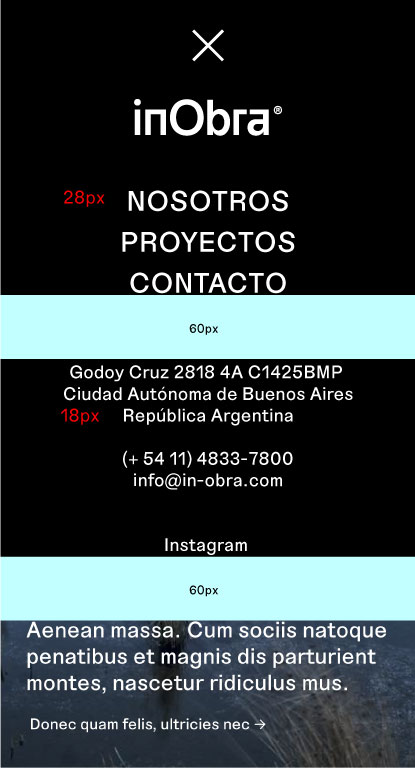 inObra®
28px
NOSOTROS
PROYECTOS
CONTACTO
60px
Godoy Cruz 2818 4A C1425BMP
Ciudad Autónoma de Buenos Aires
18px
República Argentina
(+ 54 11) 4833-7800
info@in-obra.com
Instagram
60px
Aenean massa. Cum sociis natoque
penatibus et magnis dis parturient
montes, nascetur ridiculus mus.
Donec quam felis, ultricies nec →